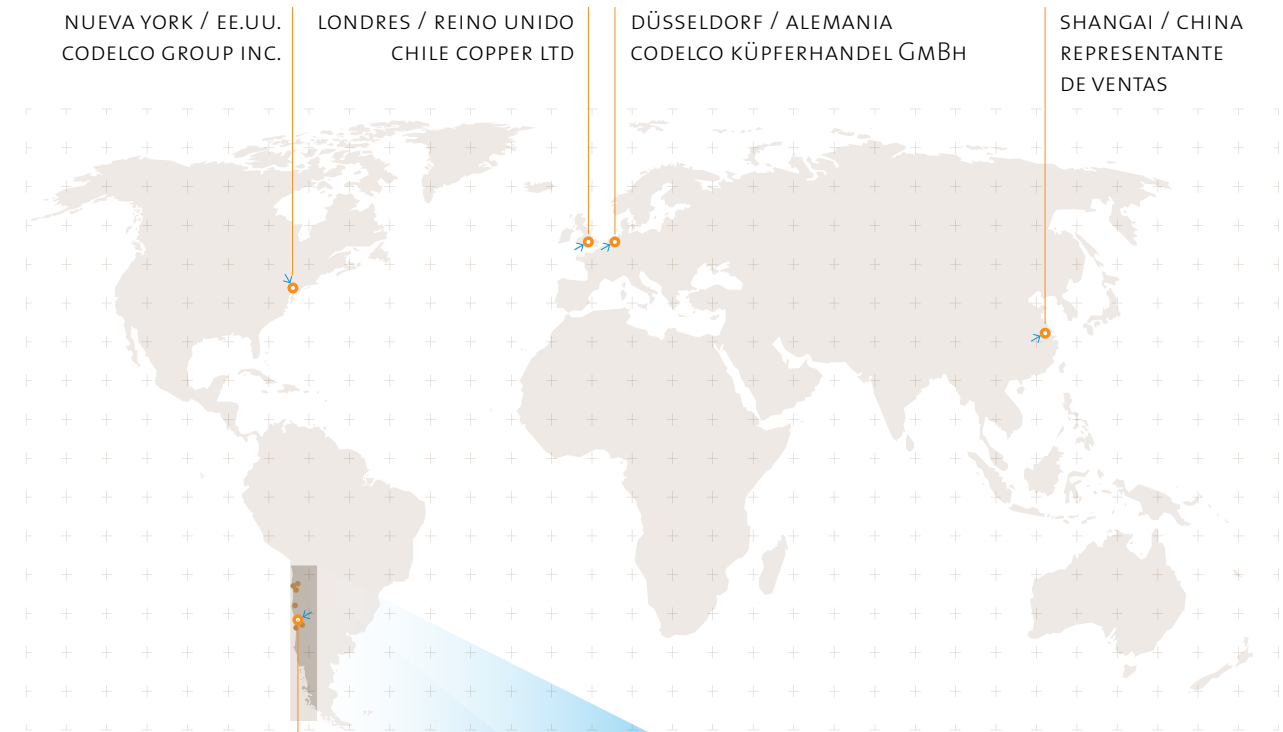 NUEVA YORK / EE.UU.
CODELCO GROUP INC.
LONDRES / REINO UNIDO
CHILE COPPER LTD
DÜSSELDORF / ALEMANIA
CODELCO KÜPFERHANDEL GMBH
SHANGAI / CHINA
REPRESENTANTE
DE VENTAS